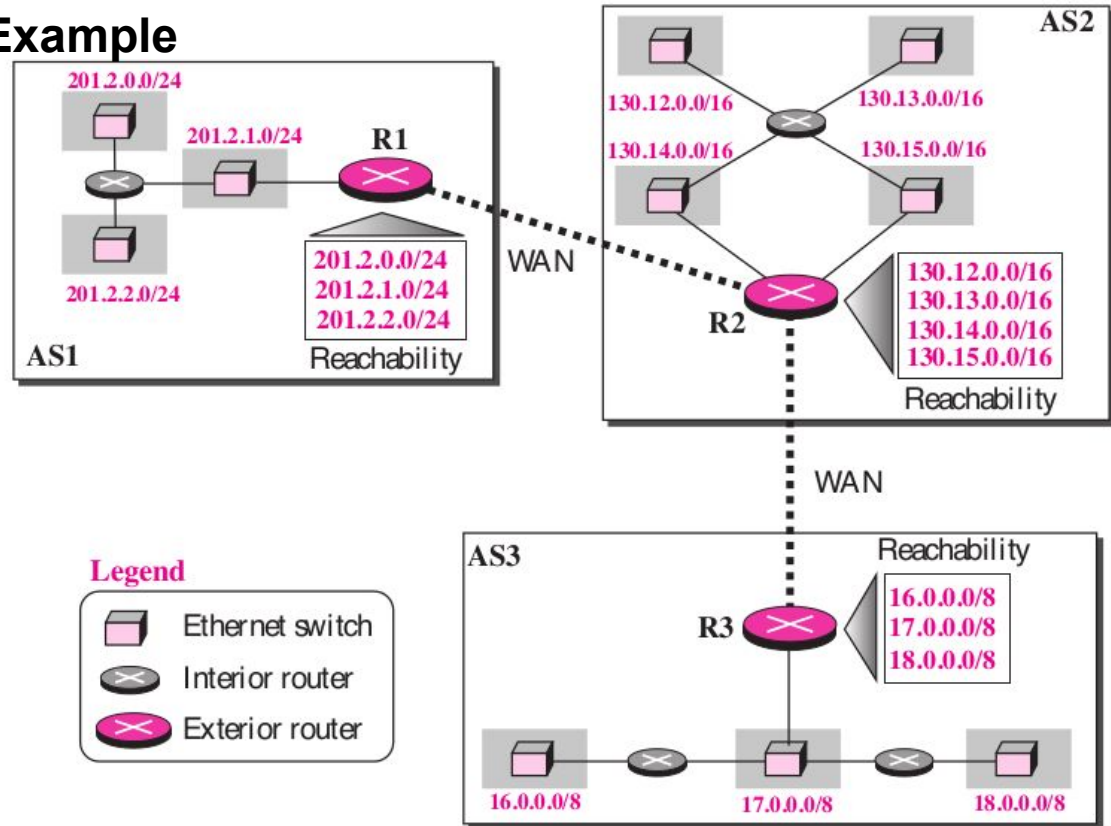 Example
201.2.0.0/24
201.2.1.0/24
R1
201.2.0.0/24
201.2.1.0/24
201.2.2.0/24
Reachability
201.2.2.0/24
AS1
WAN
AS2
130.12.0.0/16
130.13.0.0/16
130.14.0.0/16
130.15.0.0/16
R2
130.12.0.0/16
130.13.0.0/16
130.14.0.0/16
130.15.0.0/16
Reachability
WAN
AS3
Reachability
R3
16.0.0.0/8
17.0.0.0/8
18.0.0.0/8
16.0.0.0/8
17.0.0.0/8
18.0.0.0/8
Legend
Ethernet switch
Interior router
Exterior router